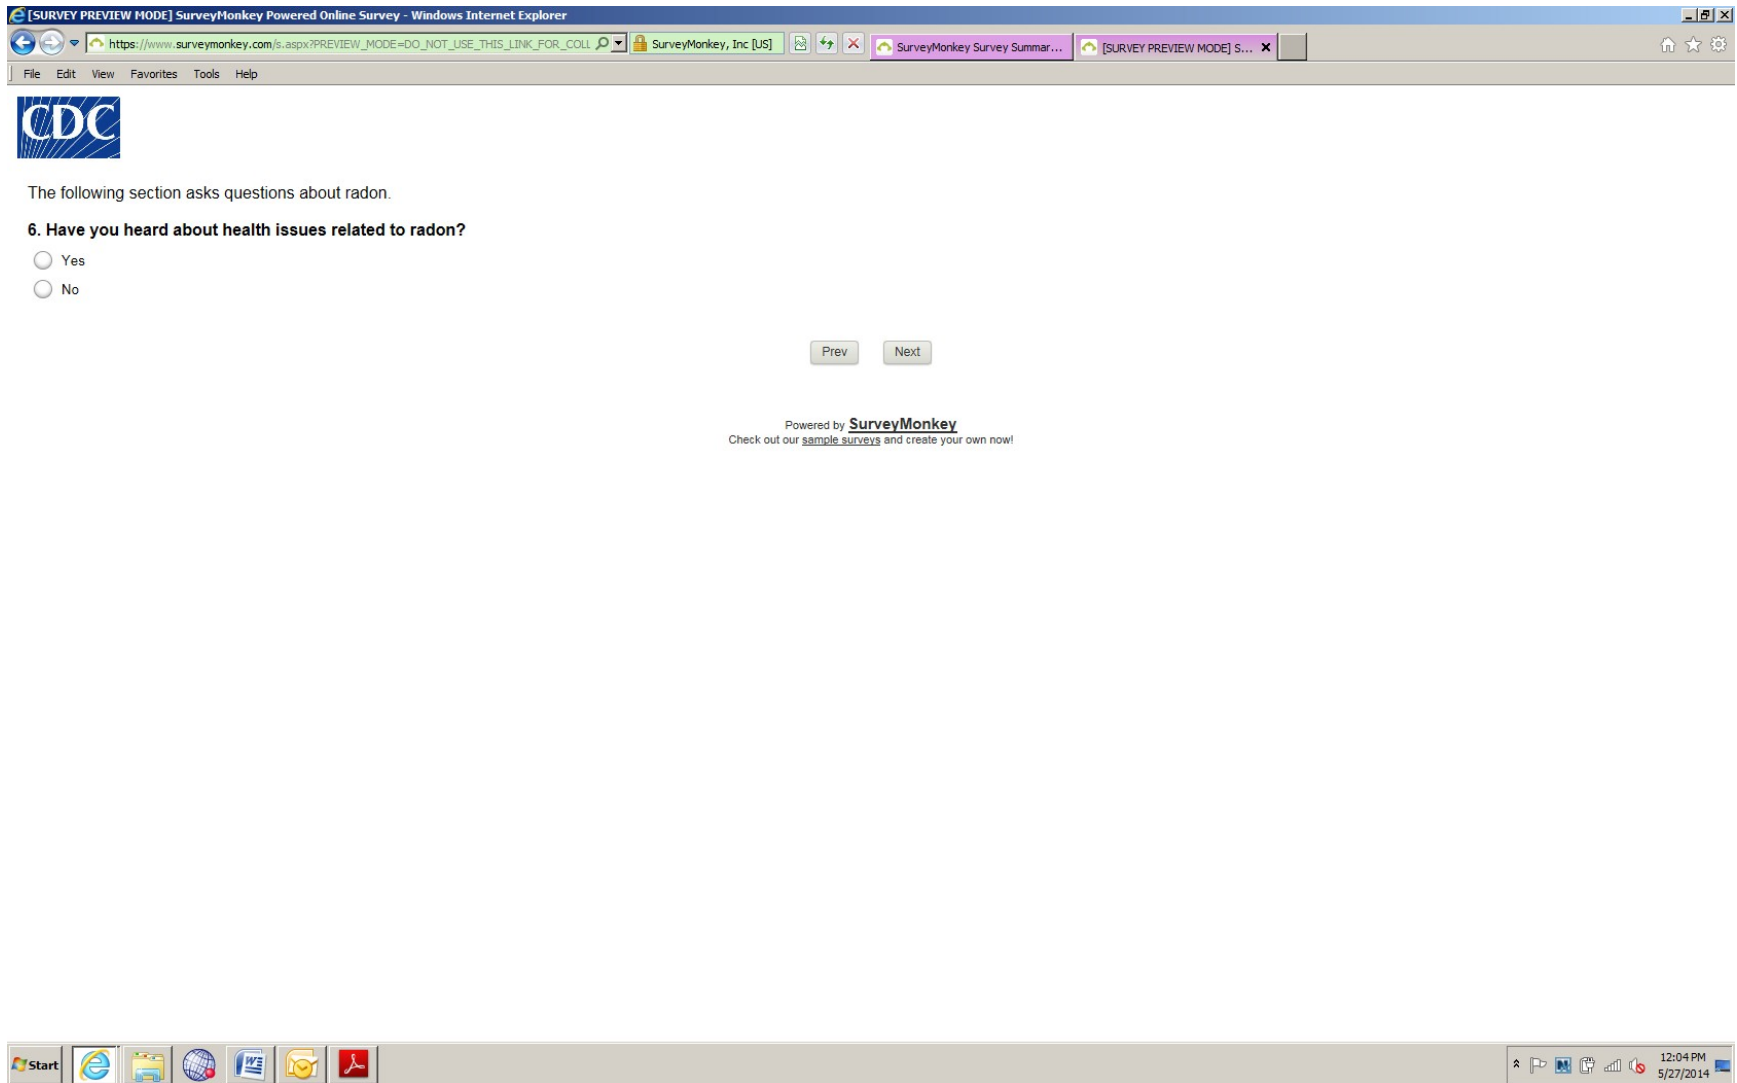 [SURVEY PREVIEW MODE] SurveyMonkey Powered Online Survey - Windows Internet Explorer
https://www.surveymonkey.com/s.aspx?PREVIEW_MODE=DO_NOT_USE_THIS_LINK_FOR_COLL SurveyMonkey, Inc [US] SurveyMonkey Survey Summar... [SURVEY PREVIEW MODE] S...
File Edit View Favorites Tools Help
CDC
The following section asks questions about radon.
6. Have you heard about health issues related to radon?
Yes
No
Prev Next
Powered by SurveyMonkey
Check out our sample surveys and create your own now!
Start
12:04 PM
5/27/2014